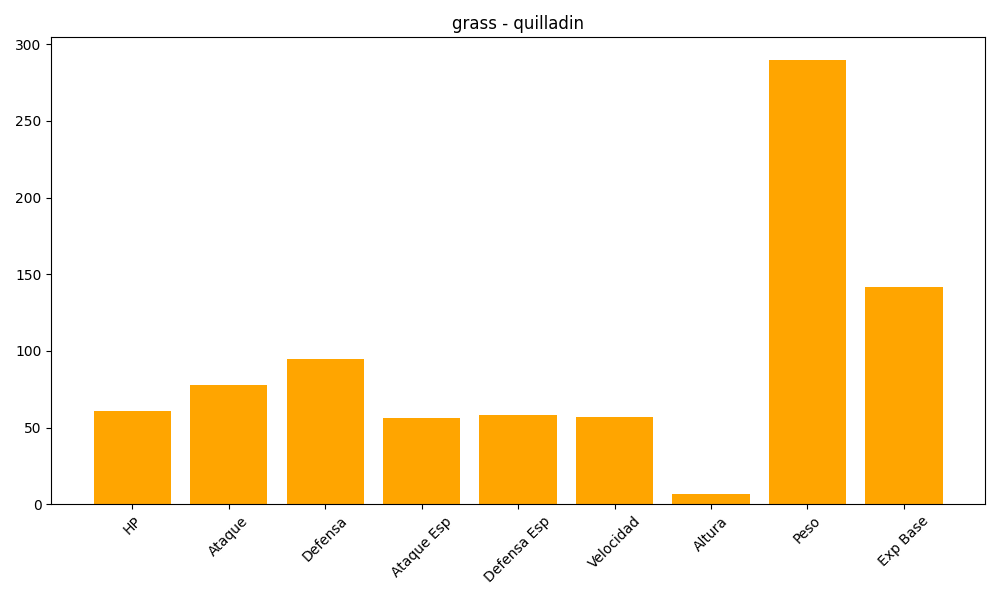 grass - quilladin
300
250
200
150
100
50
0
HP
Ataque
Defensa
Ataque Esp
Defensa Esp
Velocidad
Altura
Peso
Exp Base